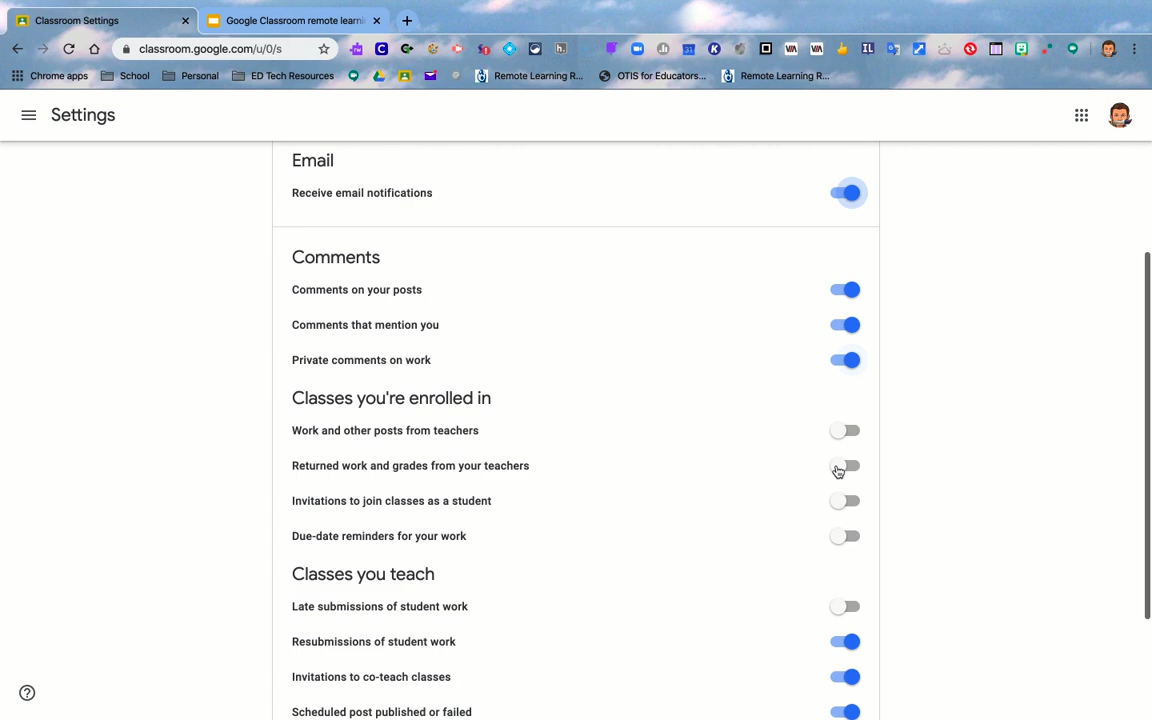 Classroom Settings
Google Classroom remote learni
classroom.google.com/u/0/s
Chrome apps
School
Personal
ED Tech Resources
Remote Learning R...
OTIS for Educators...
Remote Learning R...
Settings
Email
Receive email notifications
Comments
Comments on your posts
Comments that mention you
Private comments on work
Classes you're enrolled in
Work and other posts from teachers
Returned work and grades from your teachers
Invitations to join classes as a student
Due-date reminders for your work
Classes you teach
Late submissions of student work
Resubmissions of student work
Invitations to co-teach classes
Scheduled post published or failed